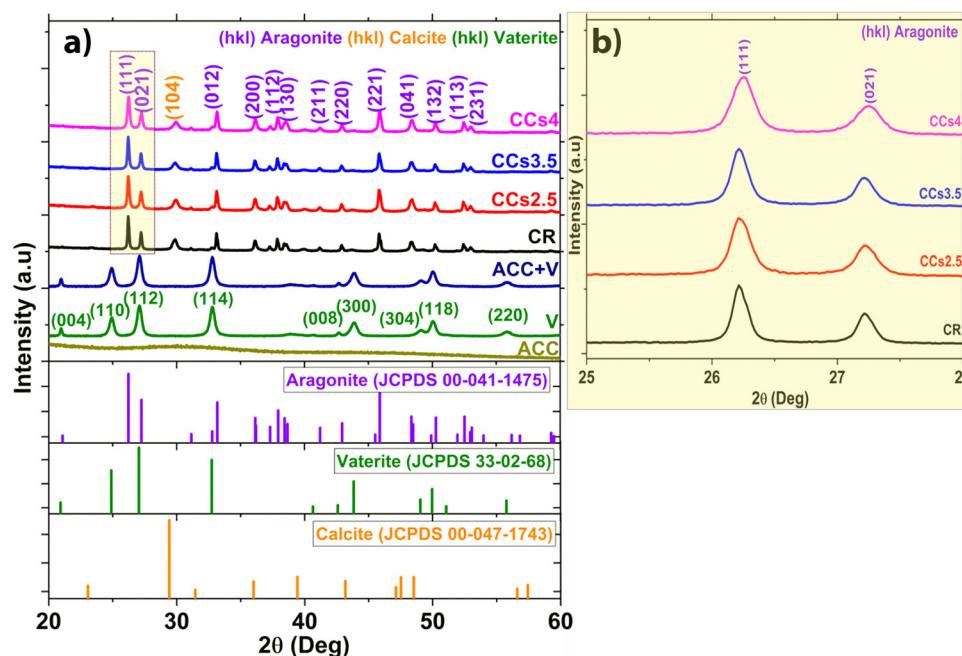 a)
(hkl) Aragonite (hkl) Calcite (hkl) Vaterite
(111)
(021)
(104)
(012)
(200)
(112)
(130)
(211)
(220)
(221)
(041)
(132)
(113)
(231)
CCs4
CCs3.5
CCs2.5
CR
ACC+V
(004)
(110)
(112)
(114)
(008)
(300)
(304)
(118)
(220)
V
ACC
Aragonite (JCPDS 00-041-1475)
Vaterite (JCPDS 33-02-68)
Calcite (JCPDS 00-047-1743)
Intensity (a.u)
20 30 40 50 60
2θ (Deg)
b)
(hkl) Aragonite
(111)
(021)
CCs4
CCs3.5
CCs2.5
CR
Intensity (a.u)
25 26 27 2
2θ (Deg)